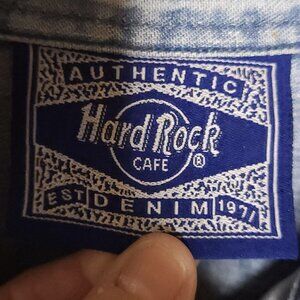 AUTHENTIC
Hard Rock
CAFE ®
EST DENIM 1971